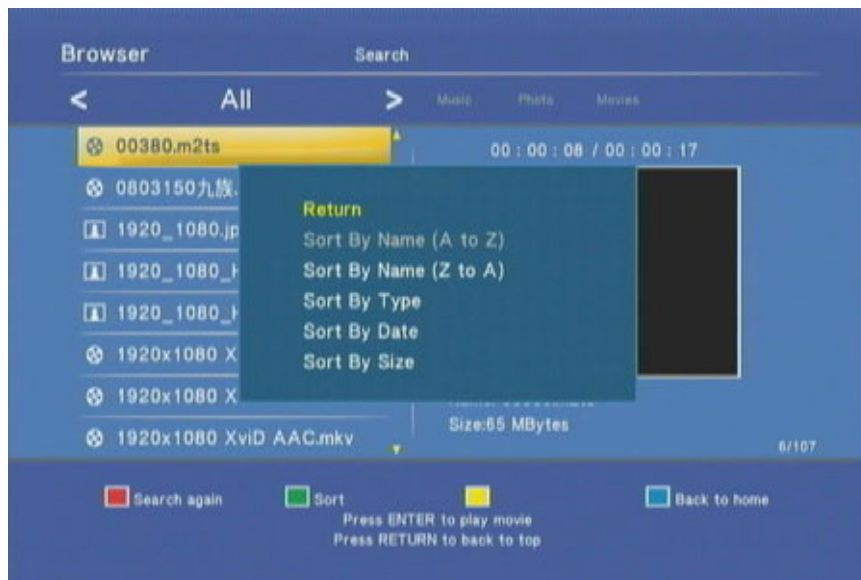 Browser
Search
< All >
Music Photo Movies
00380.m2ts
0803150九族.
1920_1080.jp
1920_1080_H
1920_1080_H
1920x1080 X
1920x1080 X
1920x1080 XviD AAC.mkv
00 : 00 : 08 / 00 : 00 : 17
Return
Sort By Name (A to Z)
Sort By Name (Z to A)
Sort By Type
Sort By Date
Sort By Size
Size:65 MBytes
6/107
Search again
Sort
Back to home
Press ENTER to play movie
Press RETURN to back to top